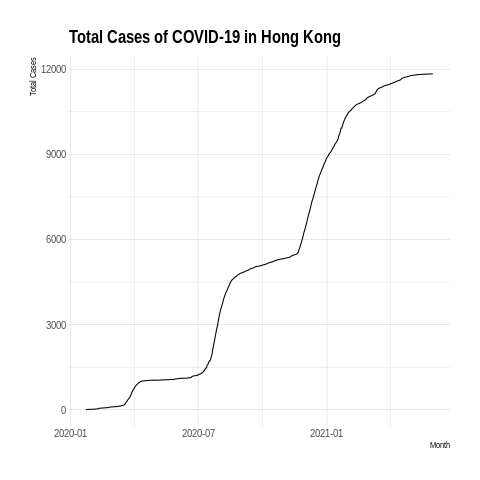 Total Cases of COVID-19 in Hong Kong
Total Cases
12000
9000
6000
3000
0
2020-01
2020-07
2021-01
Month